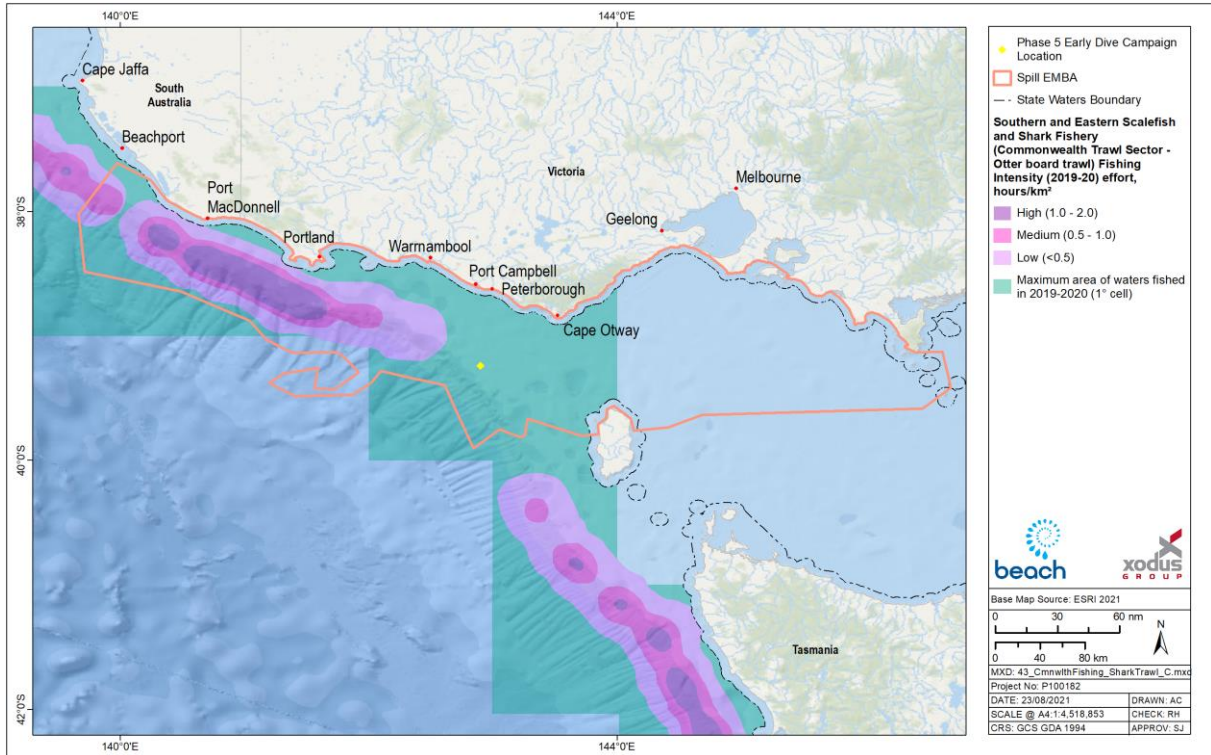 140°0'E
144°0'E
Cape Jaffa
South
Australia
Beachport
Victoria
Melbourne
Port
MacDonnell
Geelong
38°0'S
38°0'S
Portland
Warrnambool
Port Campbell
Peterborough
Cape Otway
40°0'S
40°0'S
Tasmania
42°0'S
42°0'S
140°0'E
144°0'E
Phase 5 Early Dive Campaign
Location
Spill EMBA
State Waters Boundary
Southern and Eastern Scalefish
and Shark Fishery
(Commonwealth Trawl Sector -
Otter board trawl) Fishing
Intensity (2019-20) effort,
hours/km²
High (1.0 - 2.0)
Medium (0.5 - 1.0)
Low (<0.5)
Maximum area of waters fished
in 2019-2020 (1° cell)
beach
xodus
GROUP
Base Map Source: ESRI 2021
0 30 60 nm
N
0 40 80 km
MXD: 43_CmnwlthFishing_SharkTrawl_C.mxd
Project No: P100182
DATE: 23/08/2021 DRAWN: AC
SCALE @ A4:1:4,518,853 CHECK: RH
CRS: GCS GDA 1994 APPROV: SJ